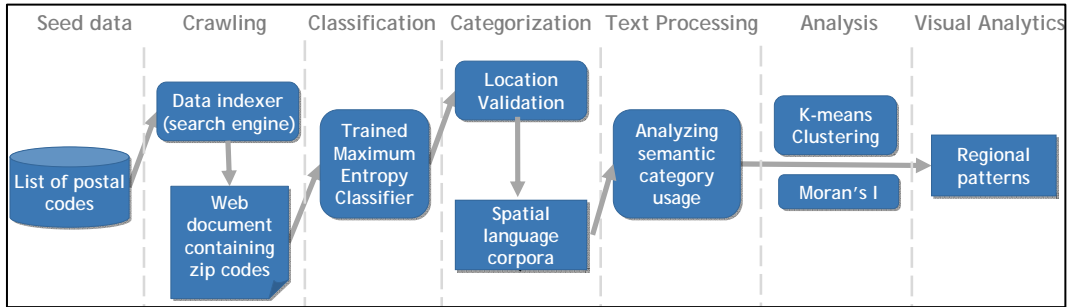 Seed data
Crawling
Classification
Categorization
Text Processing
Analysis
Visual Analytics
List of postal
codes
Data indexer
(search engine)
Web
document
containing
zip codes
Trained
Maximum
Entropy
Classifier
Location
Validation
Spatial
language
corpora
Analyzing
semantic
category
usage
K-means
Clustering
Moran's I
Regional
patterns